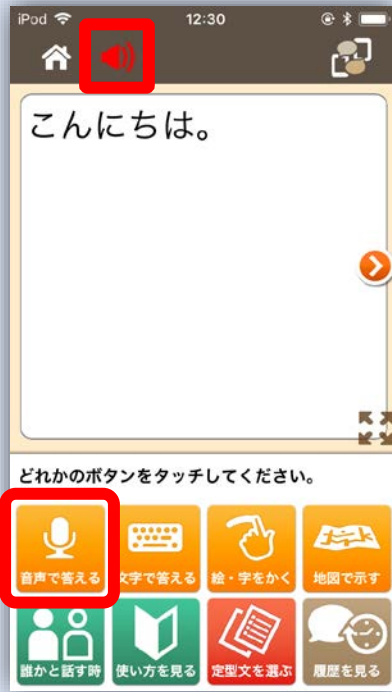 iPod 12:30
こんにちは。
どれかのボタンをタッチしてください。
音声で答える 文字で答える 絵・字をかく 地図で示す
誰かと話す時 使い方を見る 定型文を選ぶ 履歴を見る